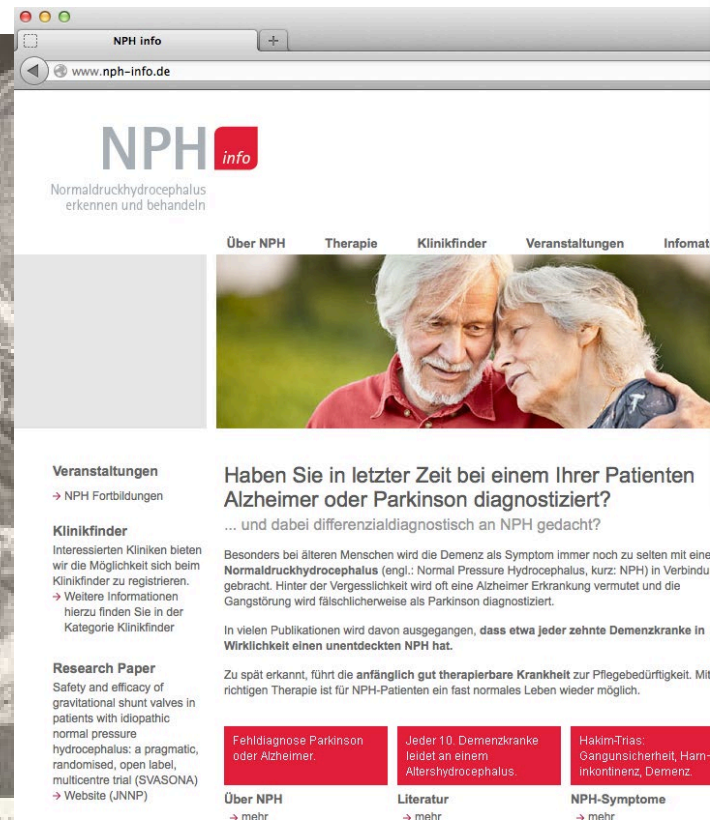 NPH info
www.nph-info.de
NPH info
Normaldruckhydrocephalus
erkennen und behandeln
Über NPH Therapie Klinikfinder Veranstaltungen Infomat
Veranstaltungen
→ NPH Fortbildungen
Klinikfinder
Interessierten Kliniken bieten
wir die Möglichkeit sich beim
Klinikfinder zu registrieren.
→ Weitere Informationen
hierzu finden Sie in der
Kategorie Klinikfinder
Research Paper
Safety and efficacy of
gravitational shunt valves in
patients with idiopathic
normal pressure
hydrocephalus: a pragmatic,
randomised, open label,
multicentre trial (SVASONA)
→ Website (JNNP)
Haben Sie in letzter Zeit bei einem Ihrer Patienten
Alzheimer oder Parkinson diagnostiziert?
... und dabei differenzialdiagnostisch an NPH gedacht?
Besonders bei älteren Menschen wird die Demenz als Symptom immer noch zu selten mit eine
Normaldruckhydrocephalus (engl.: Normal Pressure Hydrocephalus, kurz: NPH) in Verbindu
gebracht. Hinter der Vergesslichkeit wird oft eine Alzheimer Erkrankung vermutet und die
Gangstörung wird fälschlicherweise als Parkinson diagnostiziert.
In vielen Publikationen wird davon ausgegangen, dass etwa jeder zehnte Demenzkranke in
Wirklichkeit einen unentdeckten NPH hat.
Zu spät erkannt, führt die anfänglich gut therapierbare Krankheit zur Pflegebedürftigkeit. Mit
richtigen Therapie ist für NPH-Patienten ein fast normales Leben wieder möglich.
Fehldiagnose Parkinson
oder Alzheimer.
Jeder 10. Demenzkranke
leidet an einem
Altershydrocephalus.
Hakim-Trias:
Gangunsicherheit, Harn-
inkontinenz, Demenz.
Über NPH
→ mehr
Literatur
→ mehr
NPH-Symptome
→ mehr